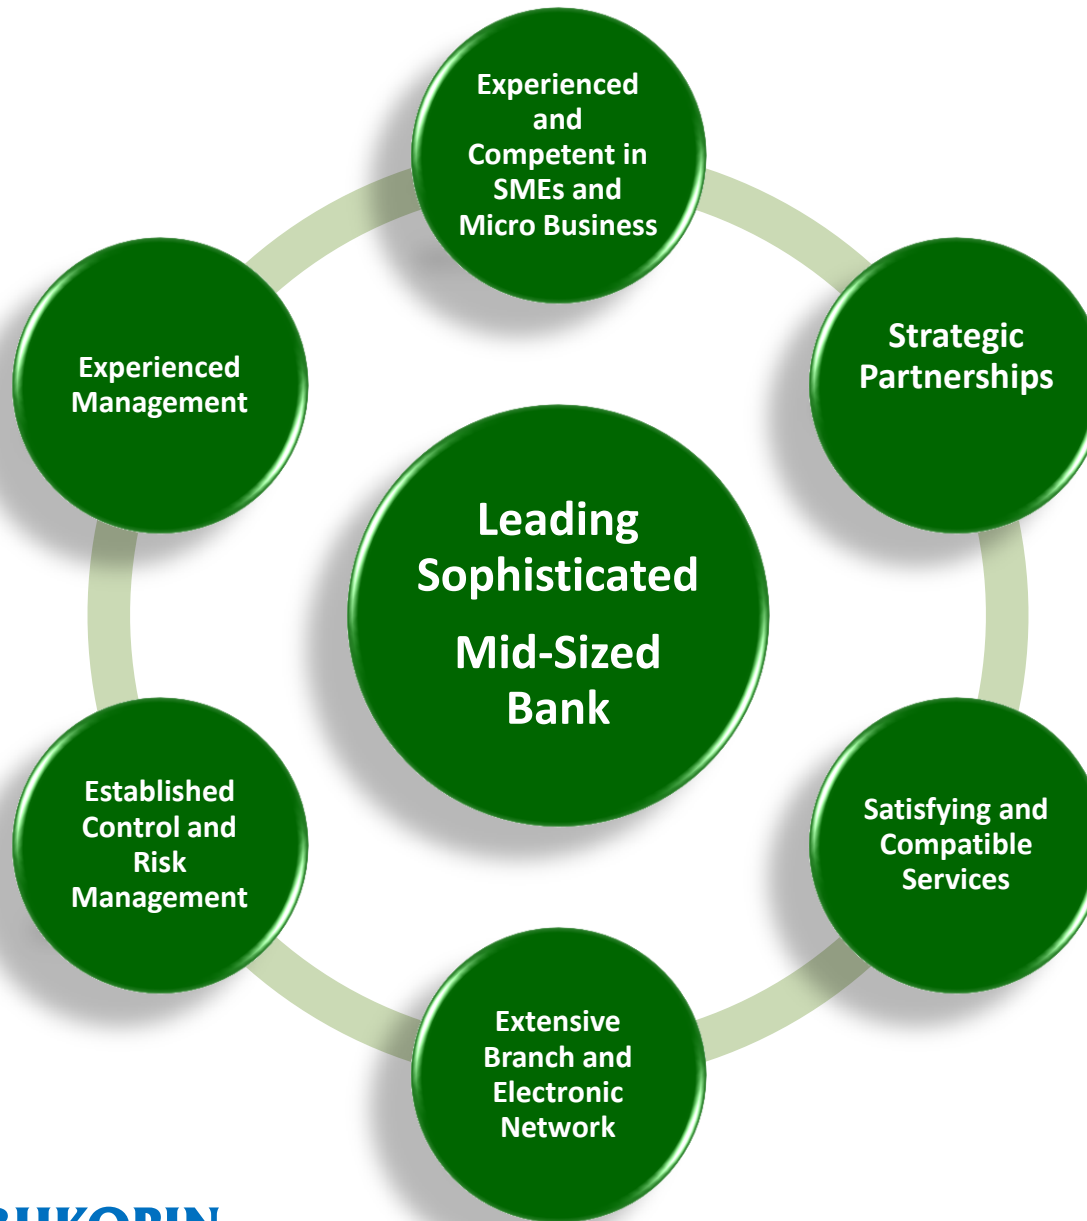 Experienced
and
Competent in
SMEs and
Micro Business
Strategic
Partnerships
Experienced
Management
Leading
Sophisticated
Mid-Sized
Bank
Established
Control and
Risk
Management
Satisfying and
Compatible
Services
Extensive
Branch and
Electronic
Network
BUKOPIN